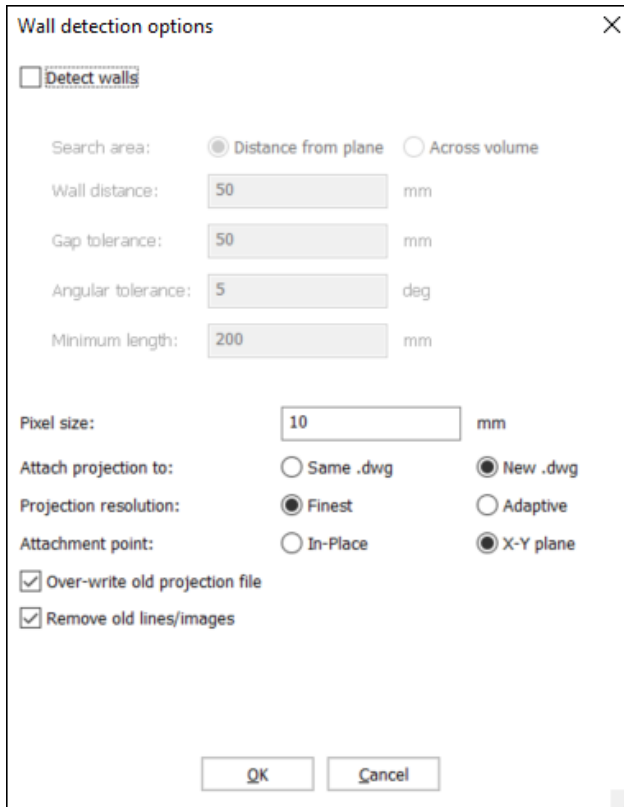 Wall detection options
Detect walls
Search area: Distance from plane Across volume
Wall distance: 50 mm
Gap tolerance: 50 mm
Angular tolerance: 5 deg
Minimum length: 200 mm
Pixel size: 10 mm
Attach projection to: Same .dwg New .dwg
Projection resolution: Finest Adaptive
Attachment point: In-Place X-Y plane
Over-write old projection file
Remove old lines/images
OK Cancel